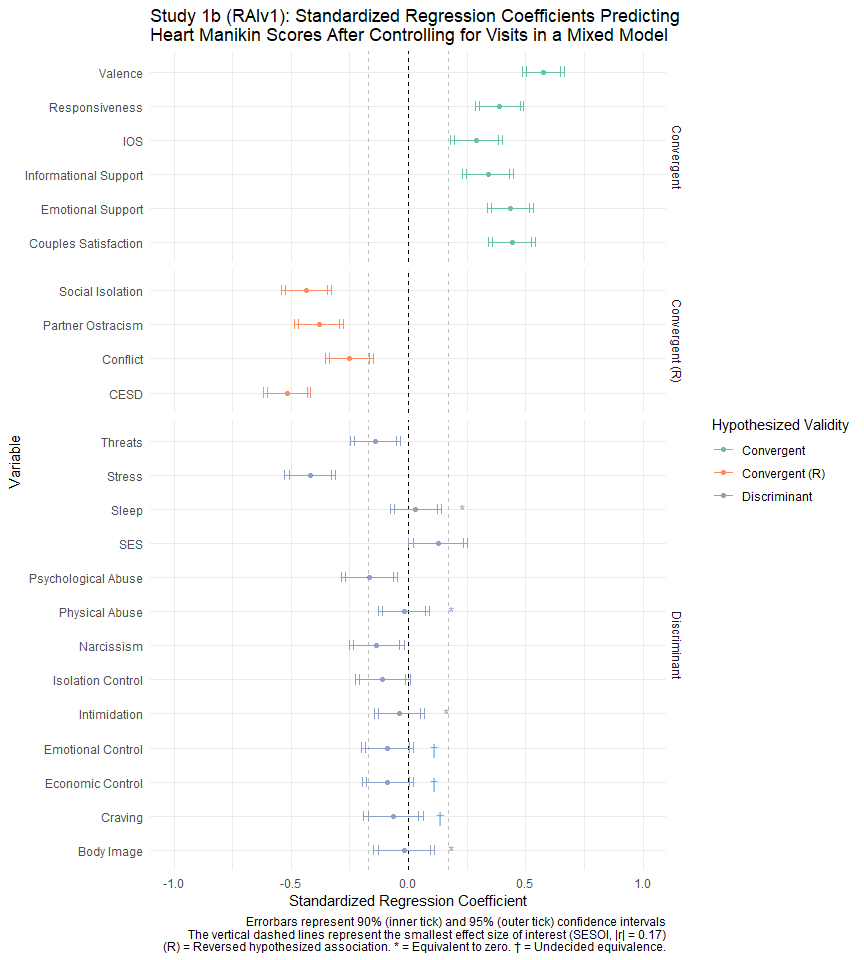 Study 1b (RAIv1): Standardized Regression Coefficients Predicting
Heart Manikin Scores After Controlling for Visits in a Mixed Model
Valence
Responsiveness
IOS
Informational Support
Emotional Support
Couples Satisfaction
Convergent
Social Isolation
Partner Ostracism
Conflict
CESD
Convergent (R)
Threats
Stress
Sleep *
SES
Psychological Abuse
Physical Abuse *
Narcissism
Isolation Control
Intimidation *
Emotional Control †
Economic Control †
Craving †
Body Image *
Discriminant
Variable
-1.0 -0.5 0.0 0.5 1.0
Standardized Regression Coefficient
Hypothesized Validity
Convergent
Convergent (R)
Discriminant
Errorbars represent 90% (inner tick) and 95% (outer tick) confidence intervals
The vertical dashed lines represent the smallest effect size of interest (SESOI, |r| = 0.17)
(R) = Reversed hypothesized association. * = Equivalent to zero. † = Undecided equivalence.